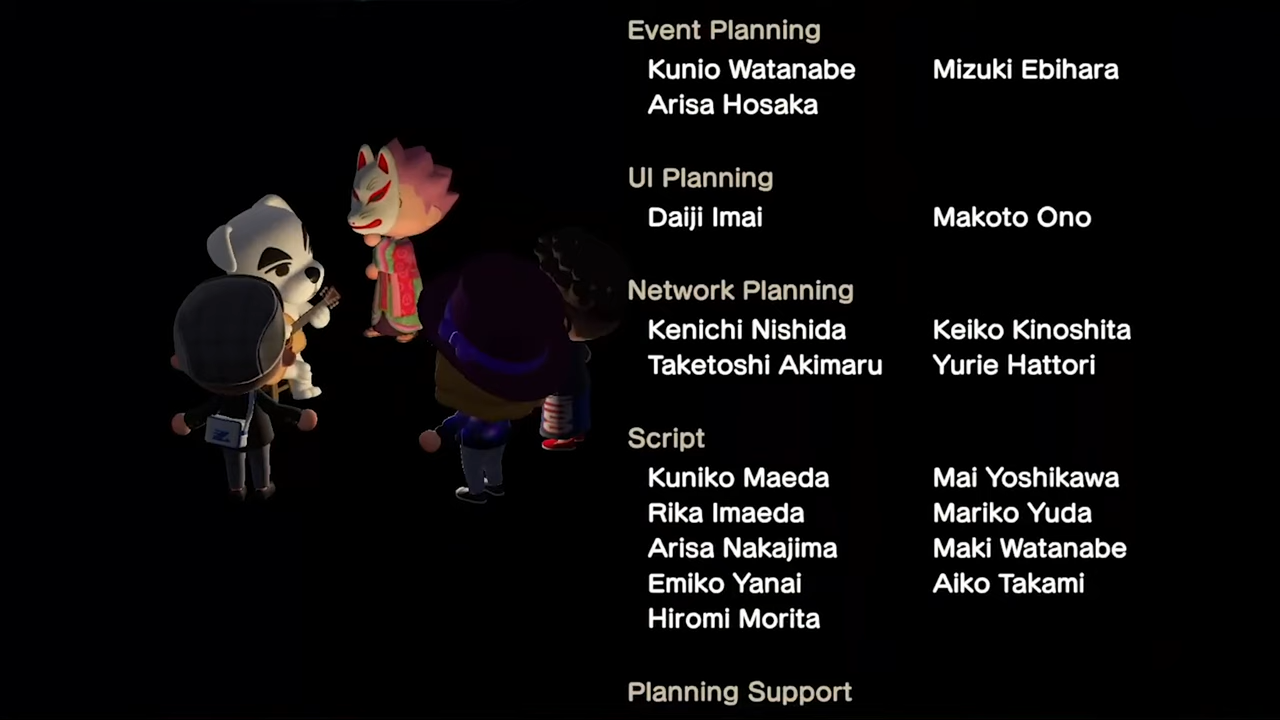 Event Planning
Kunio Watanabe Mizuki Ebihara
Arisa Hosaka
UI Planning
Daiji Imai Makoto Ono
Network Planning
Kenichi Nishida Keiko Kinoshita
Taketoshi Akimaru Yurie Hattori
Script
Kuniko Maeda Mai Yoshikawa
Rika Imaeda Mariko Yuda
Arisa Nakajima Maki Watanabe
Emiko Yanai Aiko Takami
Hiromi Morita
Planning Support